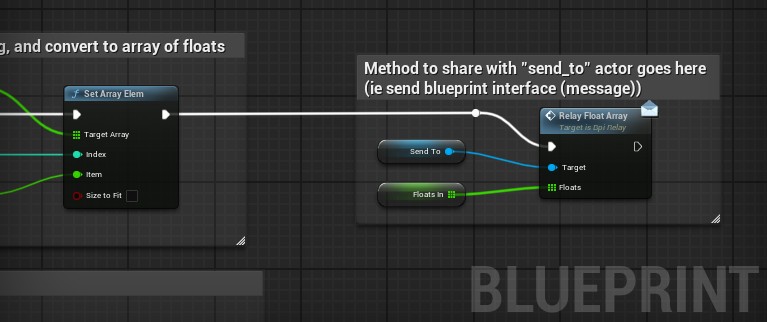 g, and convert to array of floats
Set Array Elem
Target Array
Index
Item
Size to Fit
Method to share with "send_to" actor goes here
(ie send blueprint interface (message))
Relay Float Array
Target is Dpi Relay
Send To
Target
Floats In
Floats
BLUEPRINT